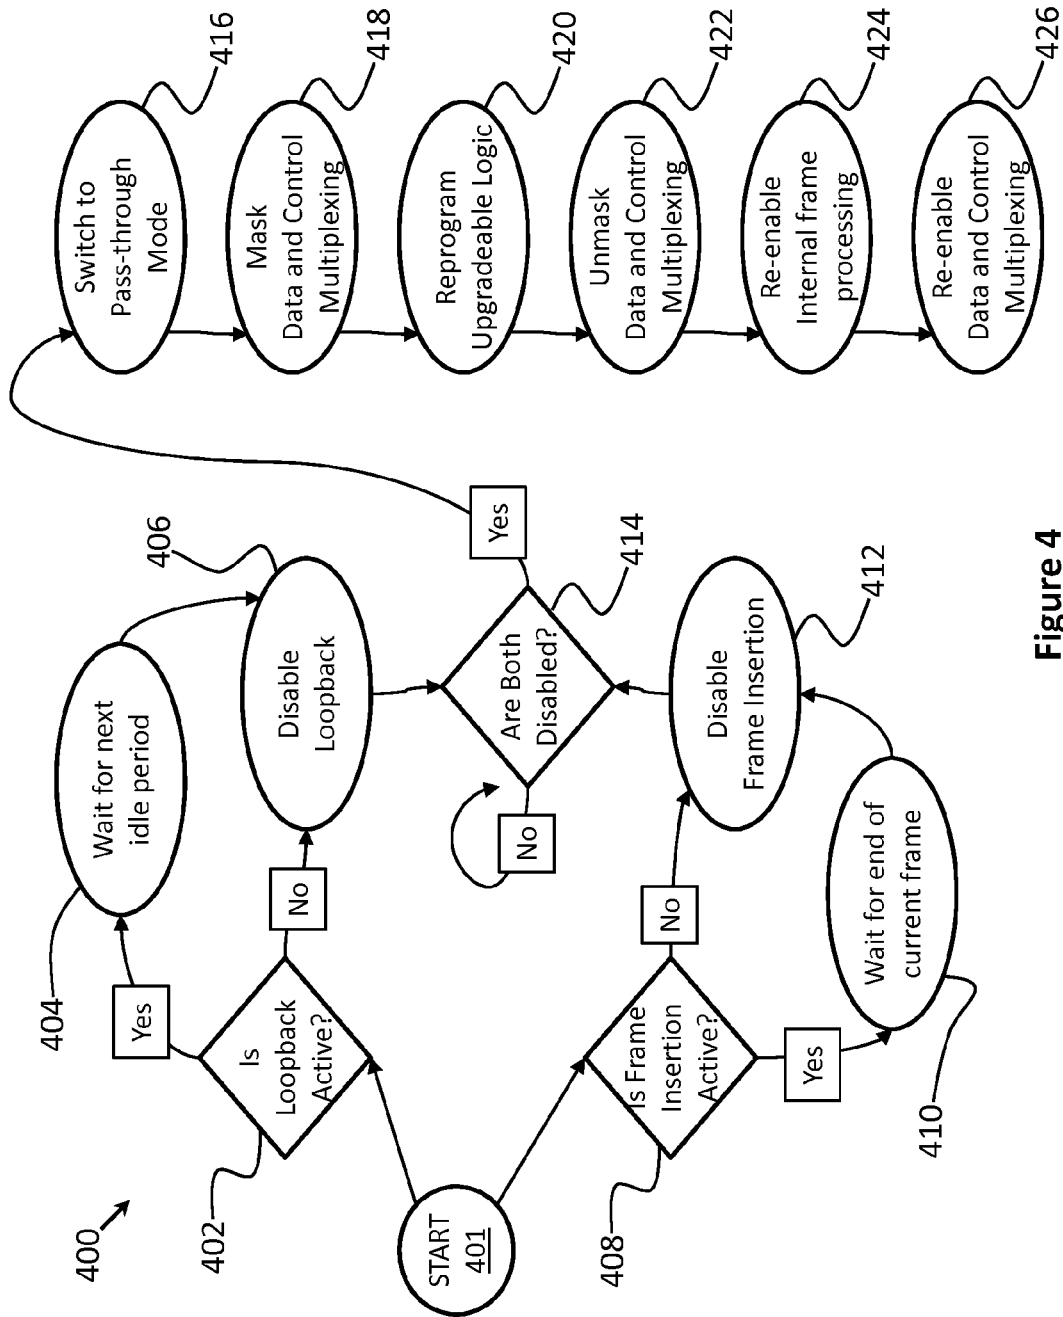 400
START
401
402
Is
Loopback
Active?
Yes
No
404
Wait for next
idle period
406
Disable
Loopback
408
Is Frame
Insertion
Active?
No
Yes
410
Wait for end of
current frame
412
Disable
Frame Insertion
414
Are Both
Disabled?
No
Yes
Switch to
Pass-through
Mode
416
Mask
Data and Control
Multiplexing
418
Reprogram
Upgradeable Logic
420
Unmask
Data and Control
Multiplexing
422
Re-enable
Internal frame
processing
424
Re-enable
Data and Control
Multiplexing
426
Figure 4